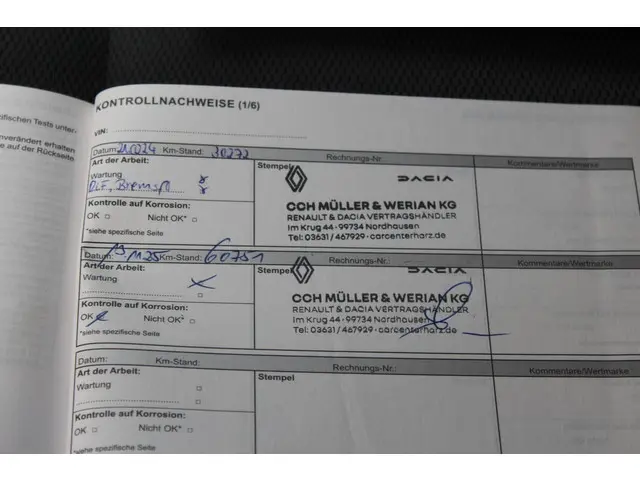 ifischen Tests unter-
nverändert erhalten
e auf der Rückseite
KONTROLLNACHWEISE (1/6)
VIN:
Datum: Km-Stand: 30272 Rechnungs-Nr. Kommentare/Wertmarke
Art der Arbeit: Stempel
Wartung
DACIA
CCH MÜLLER & WERIAN KG
RENAULT & DACIA VERTRAGSHÄNDLER
Im Krug 44 · 99734 Nordhausen
Tel: 03631 / 467929 · carcenterharz.de
Kontrolle auf Korrosion:
OK □ Nicht OK* □
*siehe spezifische Seite
Datum: Km-Stand: 60751 Rechnungs-Nr.: Kommentare/Wertmarke
Art der Arbeit: Stempel
Wartung X
DACIA
CCH MÜLLER & WERIAN KG
RENAULT & DACIA VERTRAGSHÄNDLER
Im Krug 44 · 99734 Nordhausen
Tel: 03631 / 467929 · carcenterharz.de
Kontrolle auf Korrosion:
OK Nicht OK* □
*siehe spezifische Seite
Datum: Km-Stand: Rechnungs-Nr.: Kommentare/Wertmarke
Art der Arbeit: Stempel
Wartung □
Kontrolle auf Korrosion:
OK □ Nicht OK* □
*siehe spezifische Seite